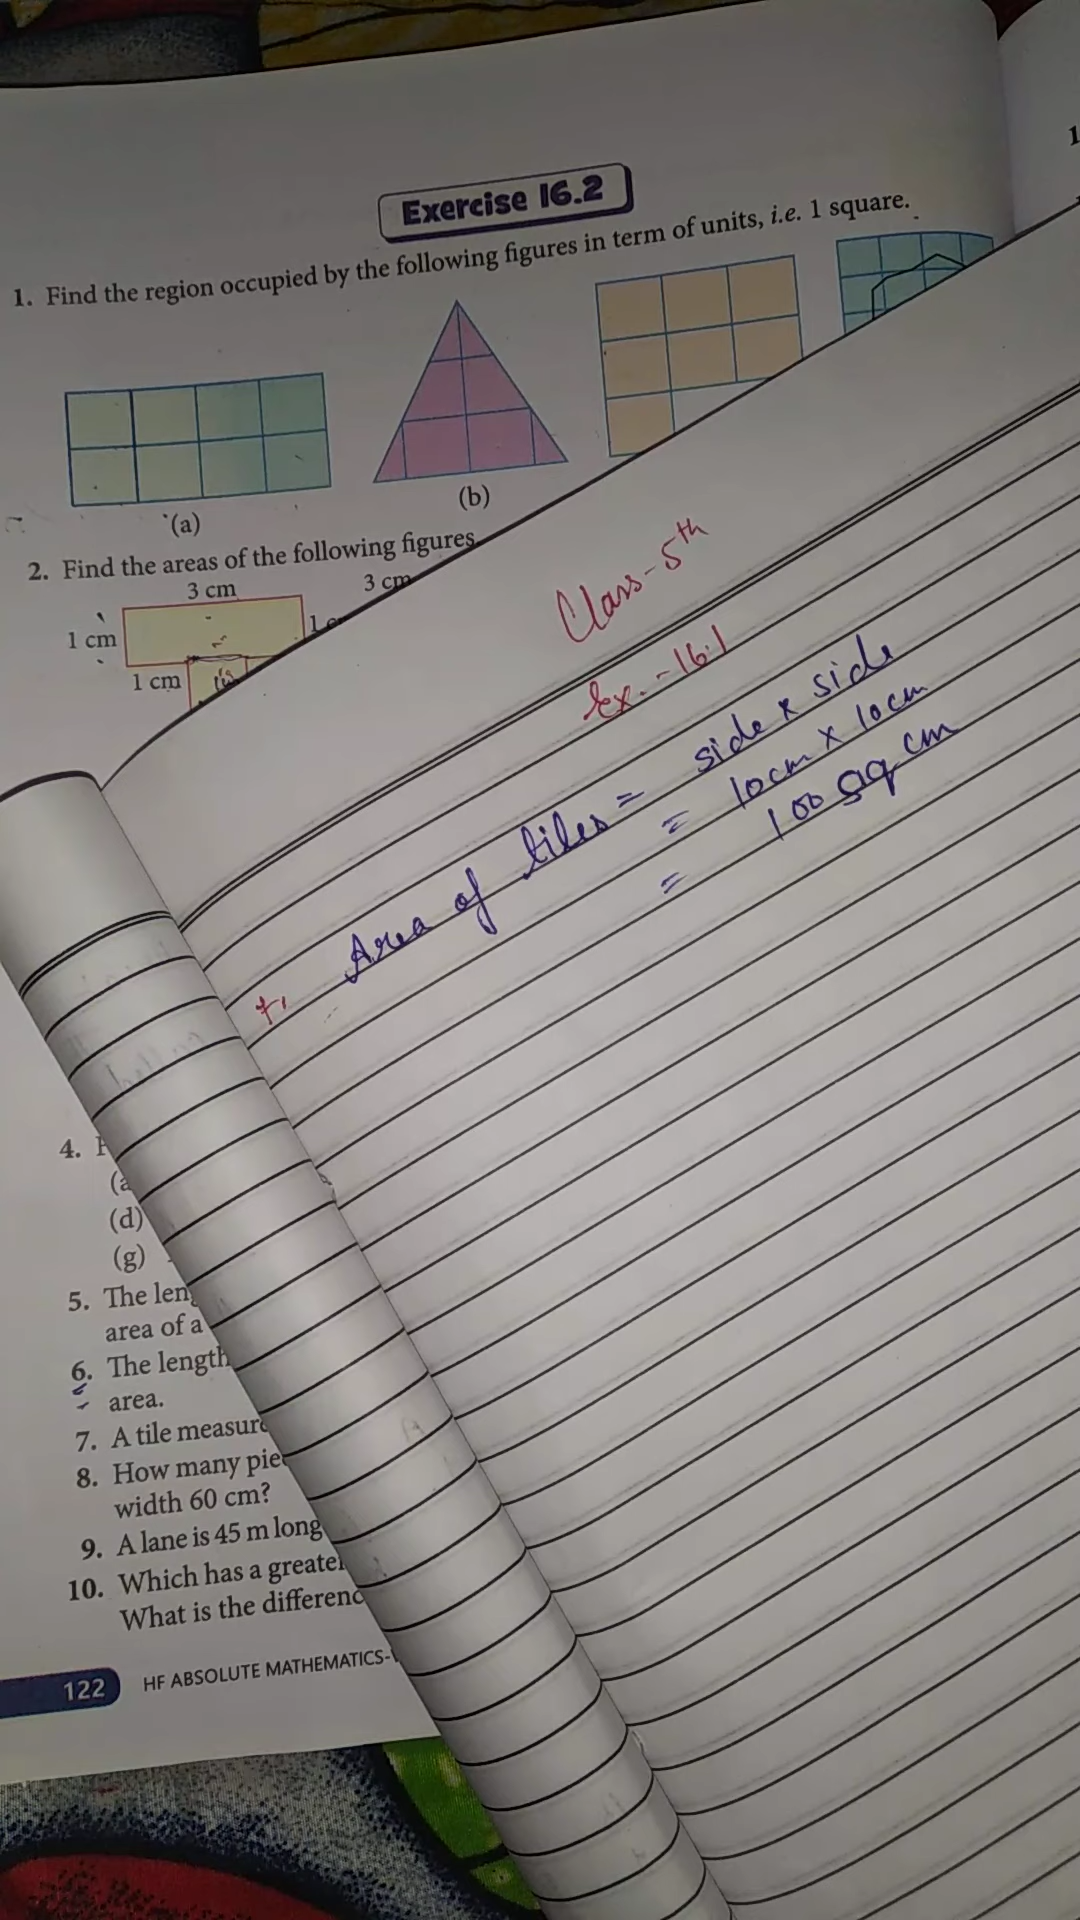 Exercise 16.2
1. Find the region occupied by the following figures in term of units, i.e. 1 square.
(a)
(b)
2. Find the areas of the following figures.
3 cm
3 cm
1 cm
1 cm
4.
(d)
(g)
5. The len
area of a
6. The length
area.
7. A tile measure
8. How many pie
width 60 cm?
9. A lane is 45 m long
10. Which has a greater
What is the differenc
122 HF ABSOLUTE MATHEMATICS-
Class-5th
Ex.-16.1
7. Area of tiles = side x side
= 10cm x 10cm
= 100 sq cm